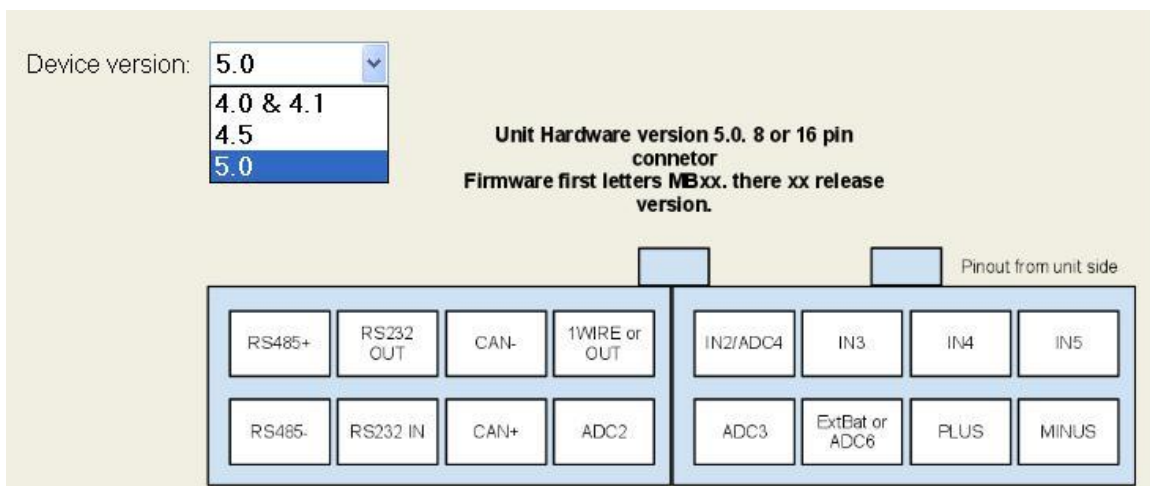 Device version: 5.0
4.0 & 4.1
4.5
5.0
Unit Hardware version 5.0. 8 or 16 pin
connetor
Firmware first letters MBxx. there xx release
version.
Pinout from unit side
RS485+ RS232 OUT CAN- 1WIRE or OUT IN2/ADC4 IN3 IN4 IN5
RS485- RS232 IN CAN+ ADC2 ADC3 ExtBat or ADC6 PLUS MINUS